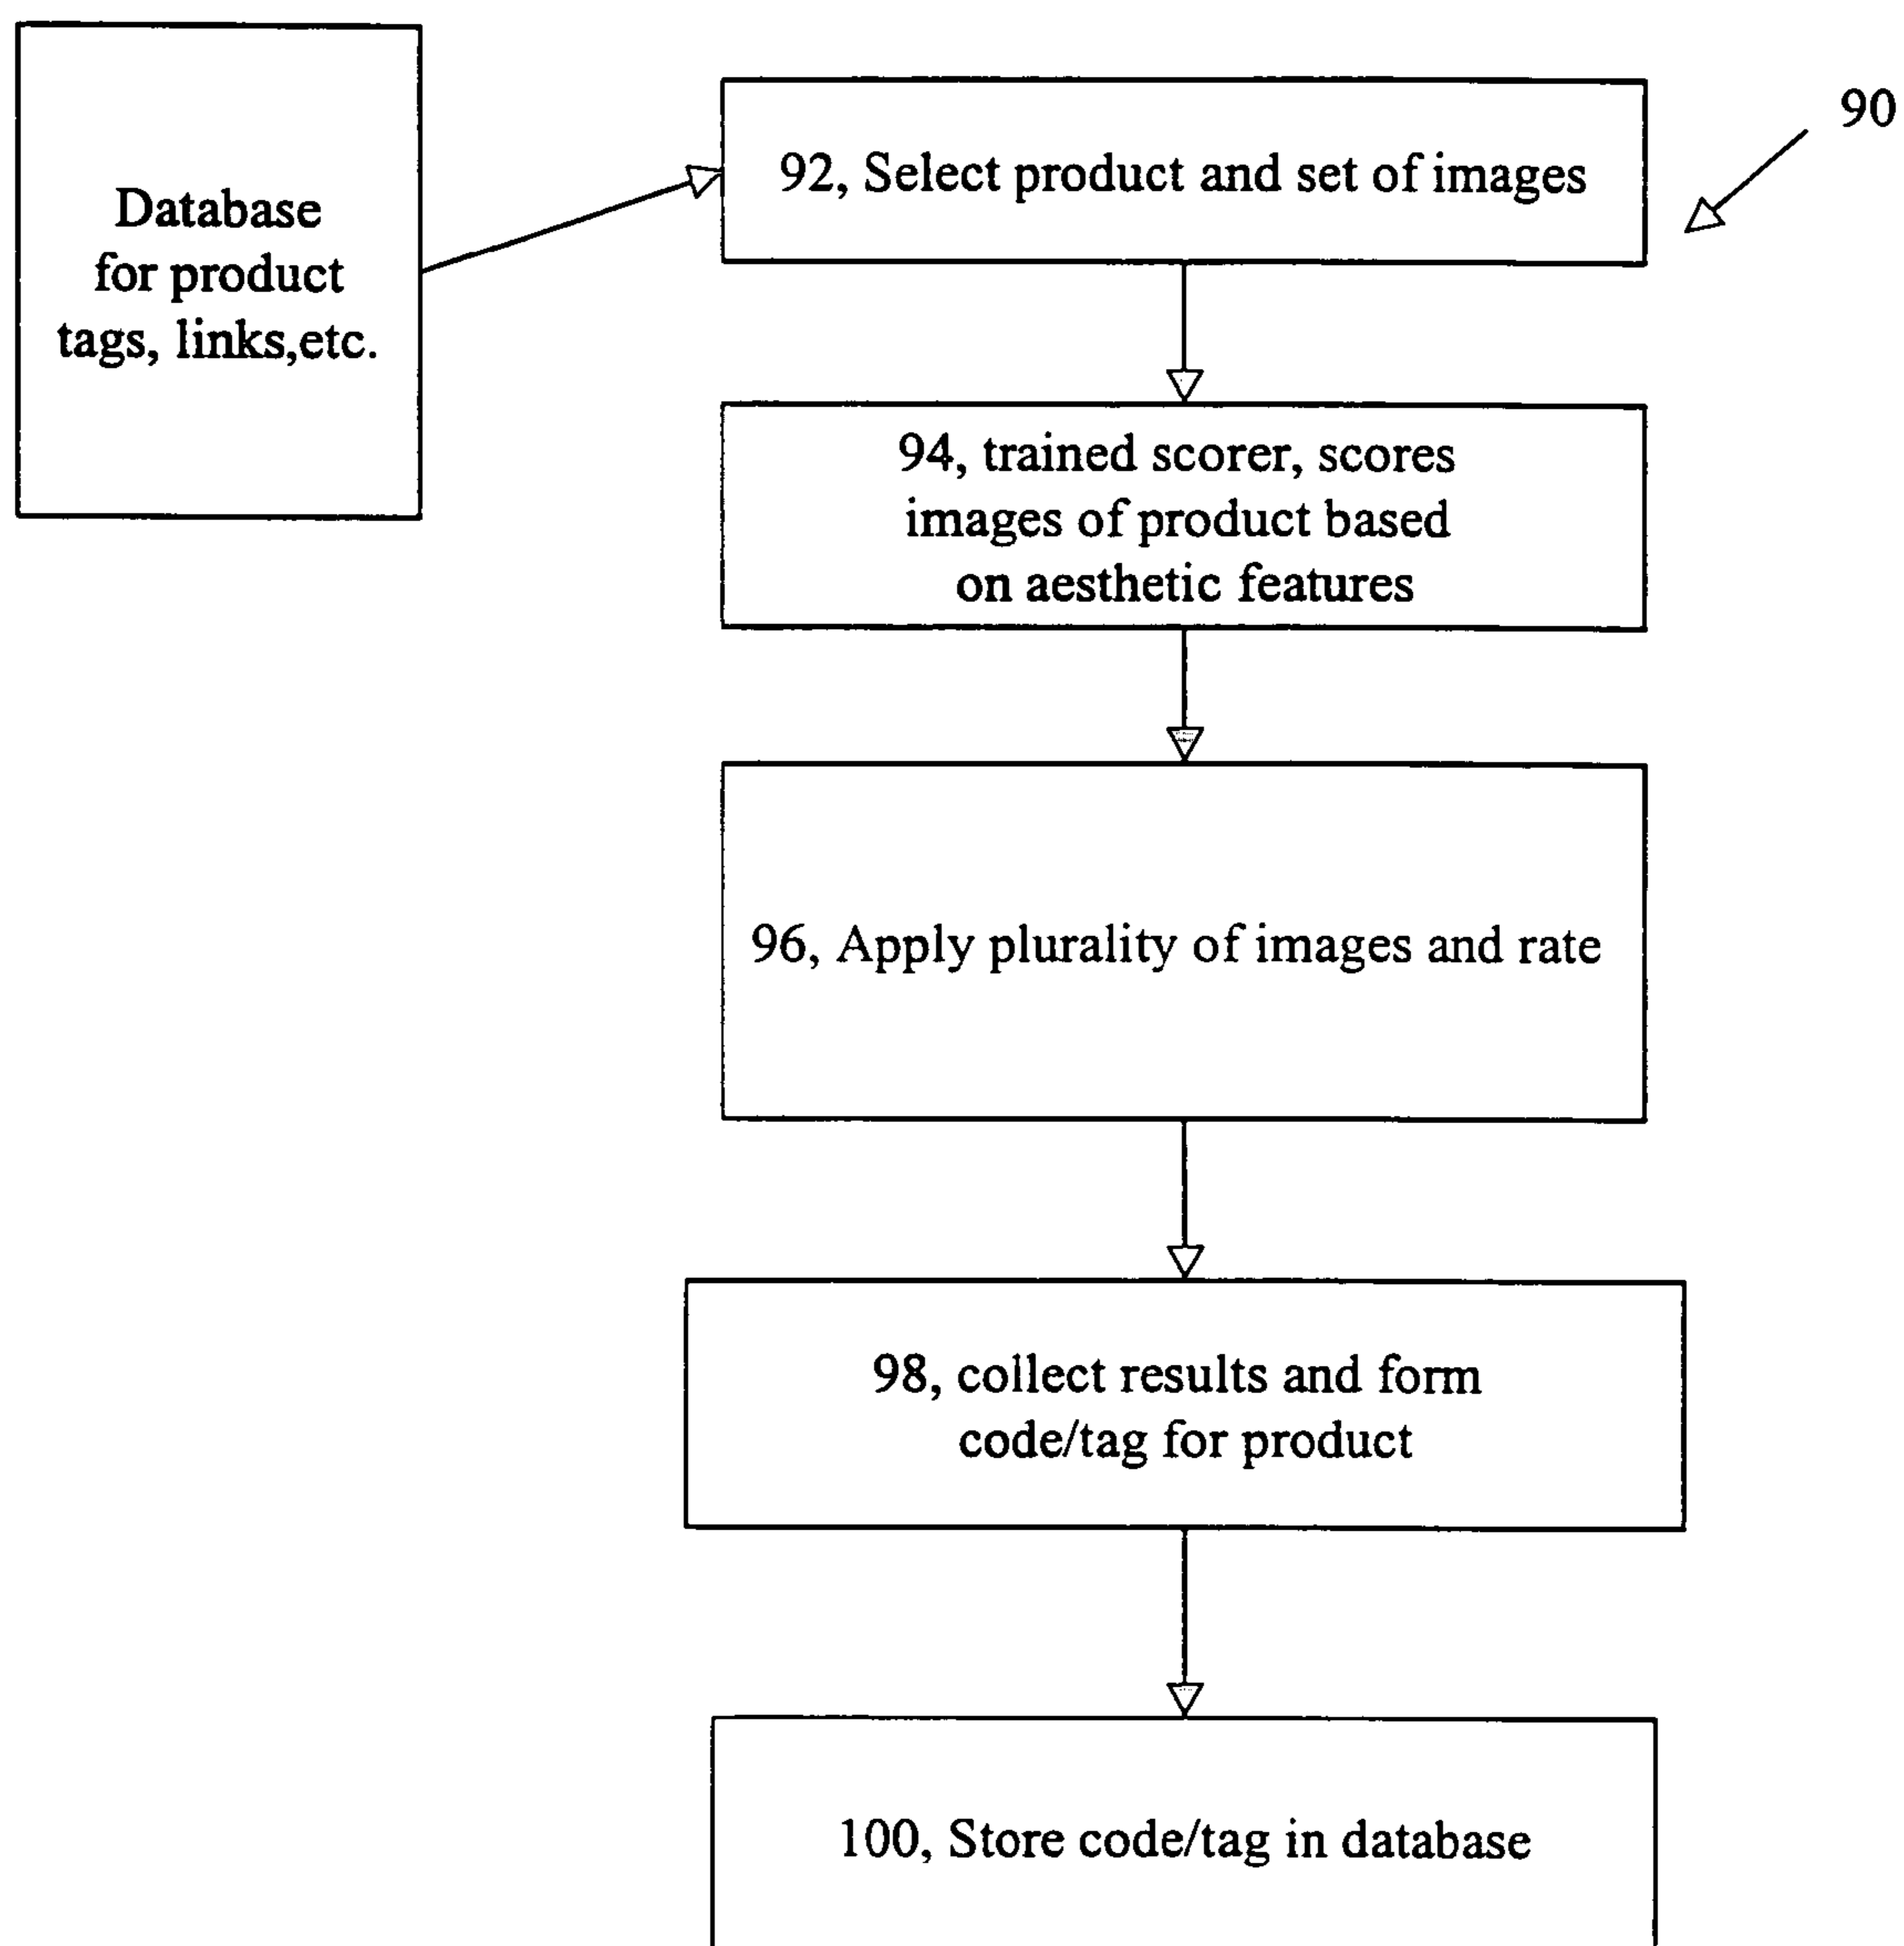 Database
for product
tags, links,etc.
92, Select product and set of images
90
94, trained scorer, scores
images of product based
on aesthetic features
96, Apply plurality of images and rate
98, collect results and form
code/tag for product
100, Store code/tag in database